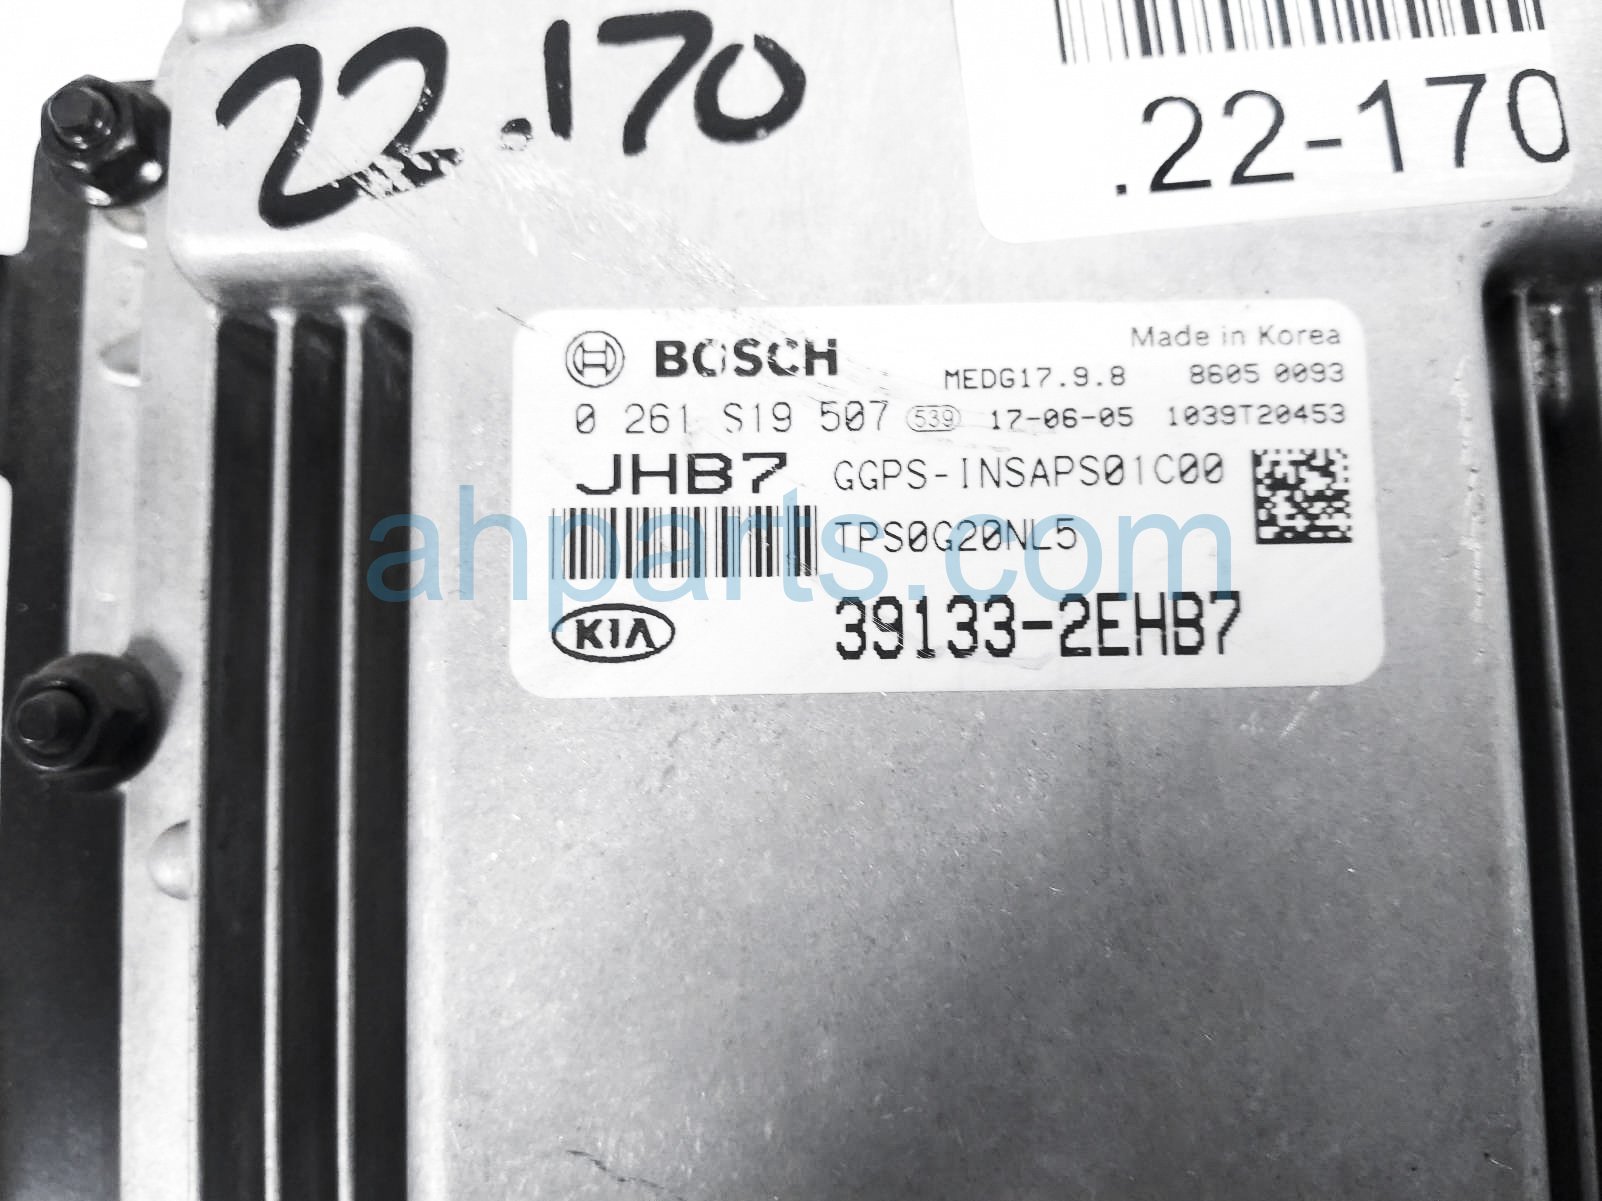 22.170
.22-170
BOSCH
Made in Korea
MEDG17.9.8 8605 0093
0 261 S19 507 539 17-06-05 1039T20453
JHB7 GGPS-INSAPS01C00
TPS0G20NL5
ahparts.com
KIA 39133-2EHB7